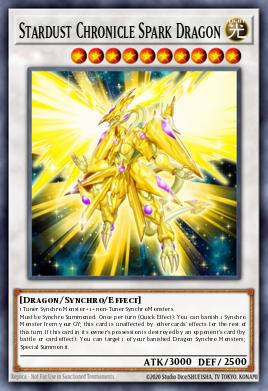 STARDUST CHRONICLE SPARK DRAGON
LIGHT
光
[DRAGON/SYNCHRO/EFFECT]
1 Tuner Synchro Monster+1+ non-Tuner Synchro Monsters
Must be Synchro Summoned. Once per turn (Quick Effect): You can banish 1 Synchro
Monster from your GY; this card is unaffected by other cards' effects for the rest of
this turn. If this card in its owner's possession is destroyed by an opponent's card (by
battle or card effect): You can target 1 of your banished Dragon Synchro Monsters;
Special Summon it.
ATK/3000 DEF/2500
Replica - Not For Use in Sanctioned Tournaments
©2020 Studio Dice/SHUEISHA, TV TOKYO, KONAMI